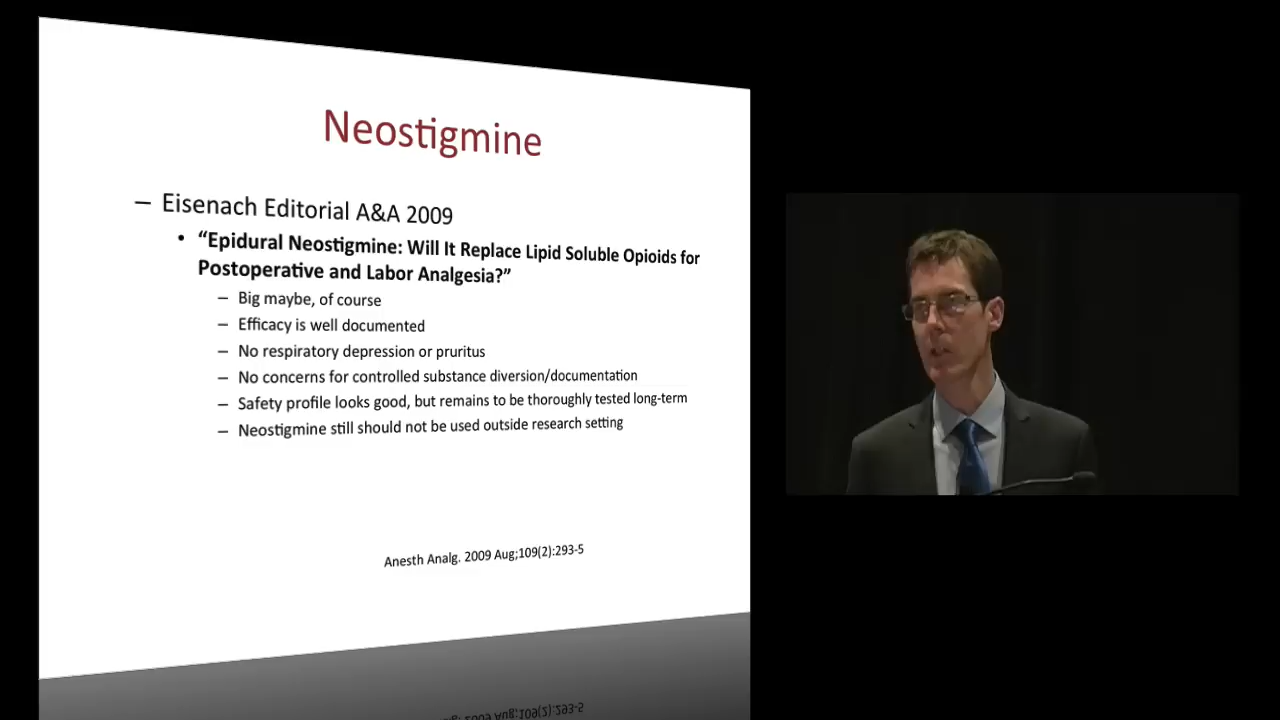 Neostigmine
– Eisenach Editorial A&A 2009
• “Epidural Neostigmine: Will It Replace Lipid Soluble Opioids for
Postoperative and Labor Analgesia?”
– Big maybe, of course
– Efficacy is well documented
– No respiratory depression or pruritus
– No concerns for controlled substance diversion/documentation
– Safety profile looks good, but remains to be thoroughly tested long-term
– Neostigmine still should not be used outside research setting
Anesth Analg. 2009 Aug;109(2):293-5